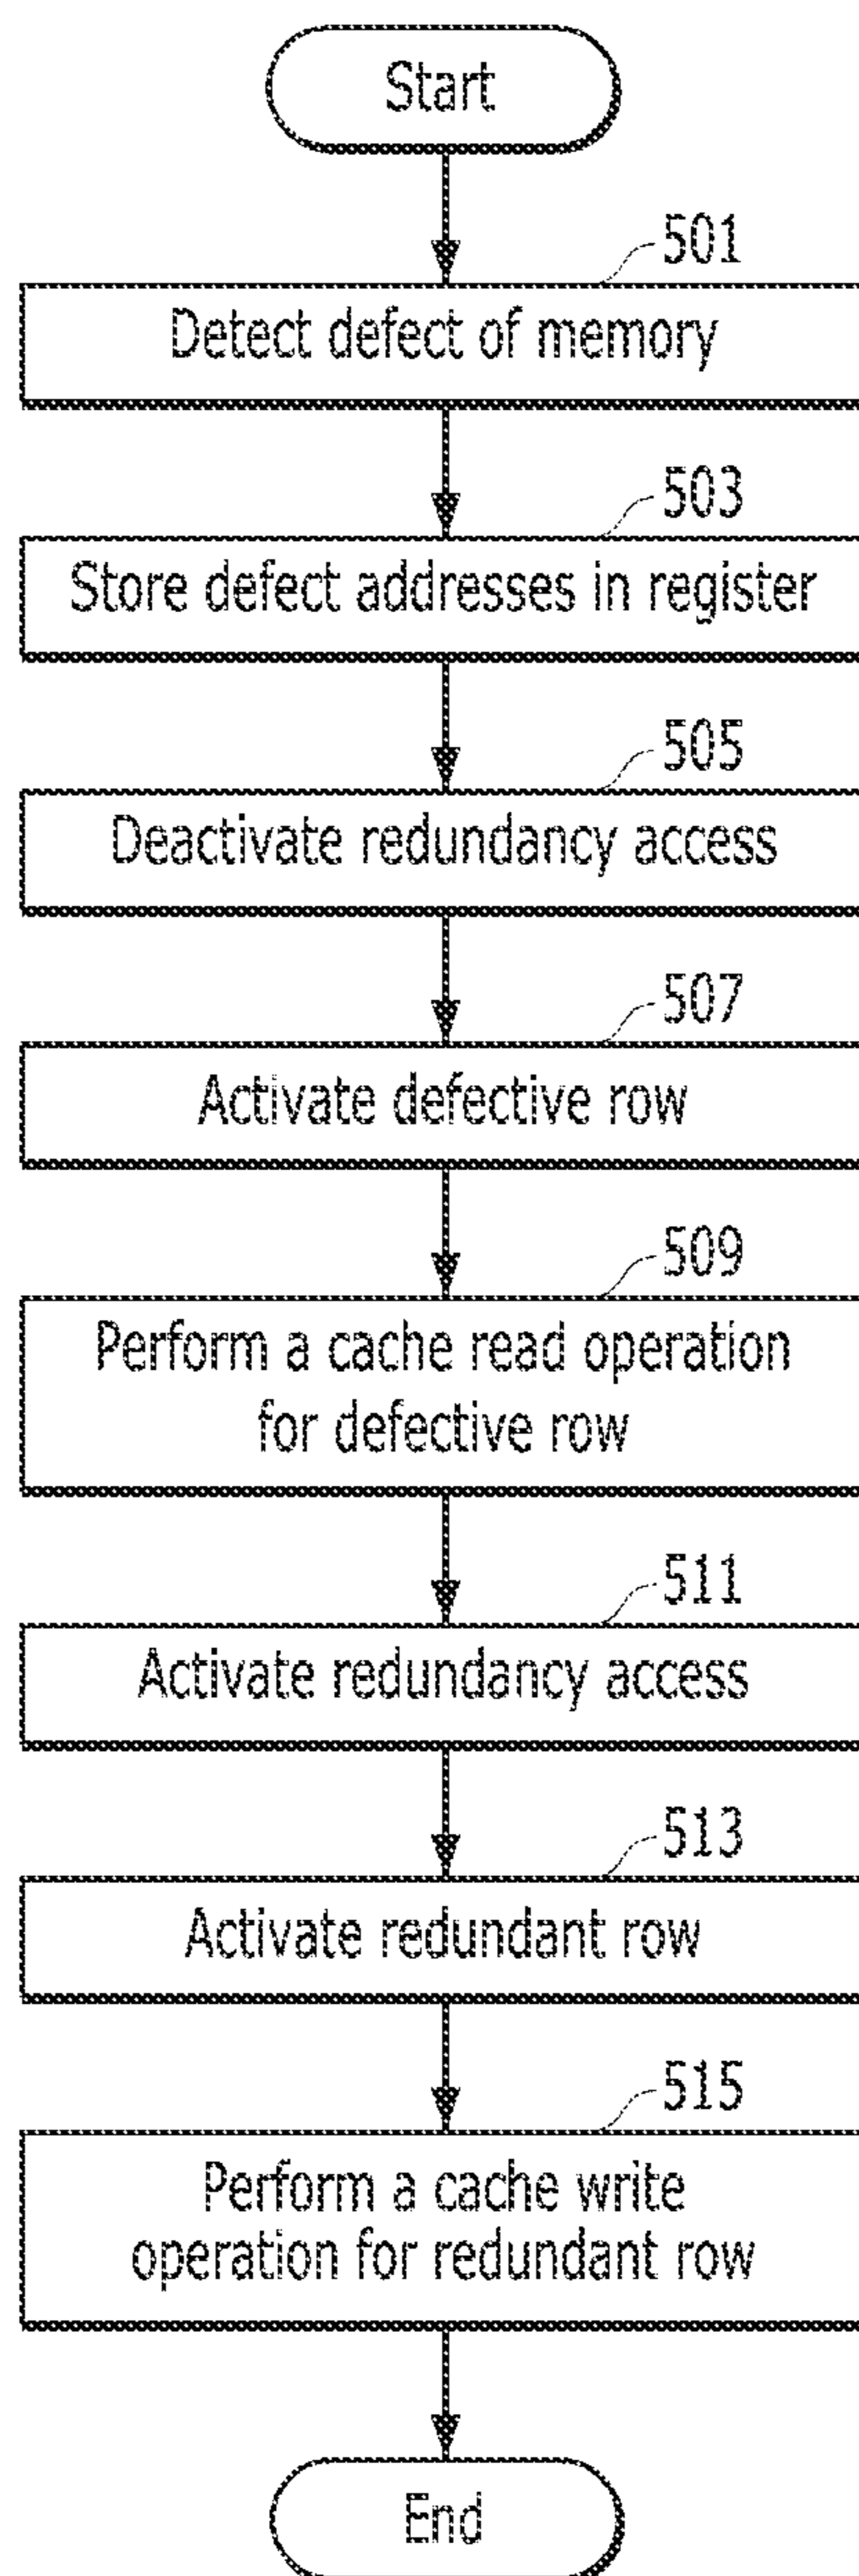 Start
501
Detect defect of memory
503
Store defect addresses in register
505
Deactivate redundancy access
507
Activate defective row
509
Perform a cache read operation
for defective row
511
Activate redundancy access
513
Activate redundant row
515
Perform a cache write
operation for redundant row
End